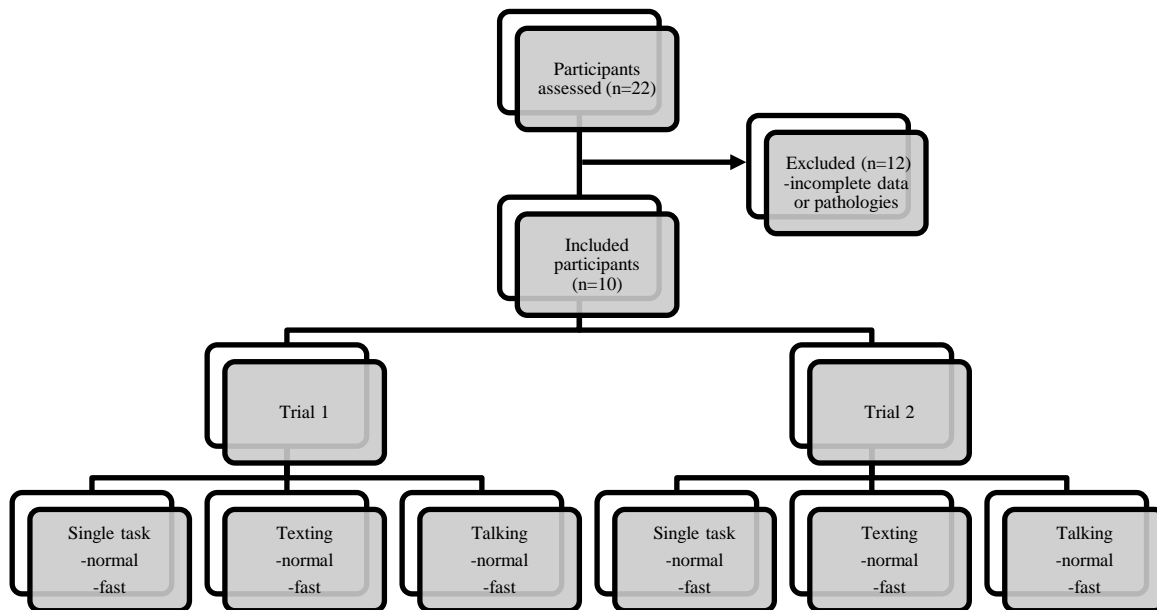 Participants
assessed (n=22)
Excluded (n=12)
-incomplete data
or pathologies
Included
participants
(n=10)
Trial 1
Trial 2
Single task
-normal
-fast
Texting
-normal
-fast
Talking
-normal
-fast
Single task
-normal
-fast
Texting
-normal
-fast
Talking
-normal
-fast